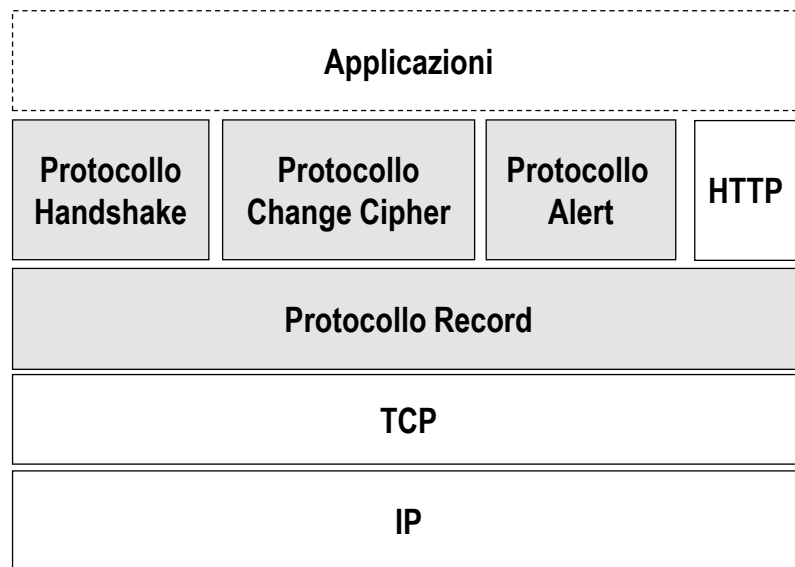 Applicazioni
Protocollo
Handshake
Protocollo
Change Cipher
Protocollo
Alert
HTTP
Protocollo Record
TCP
IP